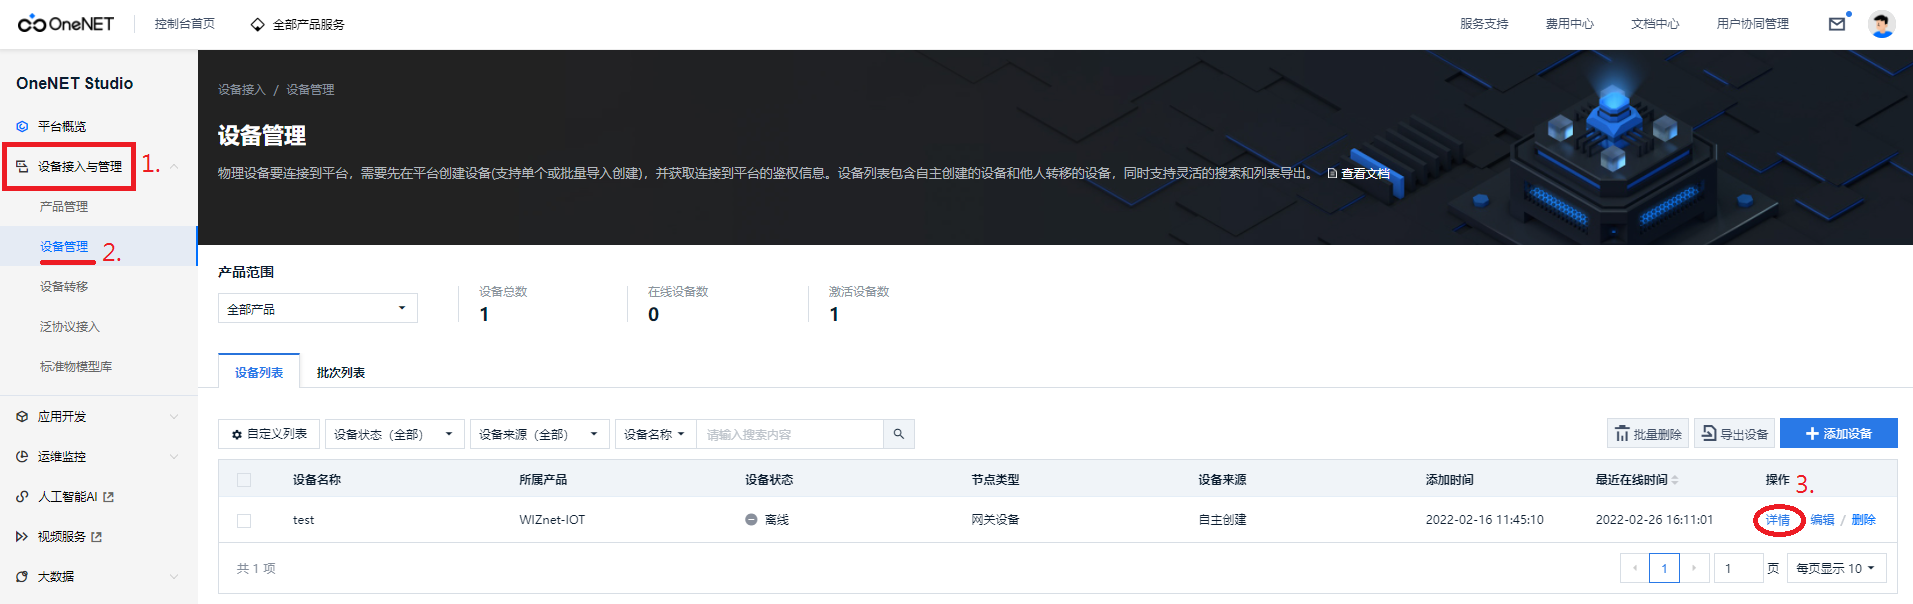 OneNET 控制台首页 全部产品服务 服务支持 费用中心 文档中心 用户协同管理
OneNET Studio
平台概览
设备接入与管理 1.
产品管理
设备管理 2.
设备转移
泛协议接入
标准物模型库
应用开发
运维监控
人工智能AI
视频服务
大数据
设备接入 / 设备管理
设备管理
物理设备要连接到平台，需要先在平台创建设备(支持单个或批量导入创建)，并获取连接到平台的鉴权信息。设备列表包含自主创建的设备和他人转移的设备，同时支持灵活的搜索和列表导出。 查看文档
产品范围
全部产品
设备总数
1
在线设备数
0
激活设备数
1
设备列表 批次列表
自定义列表 设备状态（全部） 设备来源（全部） 设备名称 请输入搜索内容 批量删除 导出设备 添加设备
设备名称 所属产品 设备状态 节点类型 设备来源 添加时间 最近在线时间 操作 3.
test WIZnet-IOT 离线 网关设备 自主创建 2022-02-16 11:45:10 2022-02-26 16:11:01 详情 编辑 / 删除
共 1 项 1 1 页 每页显示 10